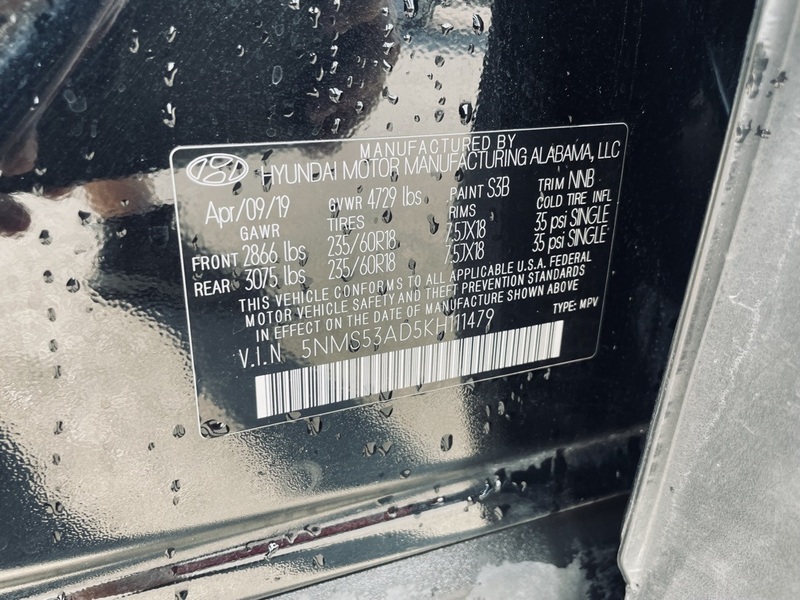 MANUFACTURED BY
HYUNDAI MOTOR MANUFACTURING ALABAMA, LLC
Apr/09/19 GVWR 4729 lbs PAINT S3B TRIM NNB
GAWR TIRES RIMS COLD TIRE INFL
FRONT 2866 lbs 235/60R18 7.5JX18 35 psi SINGLE
REAR 3075 lbs 235/60R18 7.5JX18 35 psi SINGLE
THIS VEHICLE CONFORMS TO ALL APPLICABLE U.S.A. FEDERAL
MOTOR VEHICLE SAFETY AND THEFT PREVENTION STANDARDS
IN EFFECT ON THE DATE OF MANUFACTURE SHOWN ABOVE
V.I.N 5NMS53AD5KH111479 TYPE: MPV